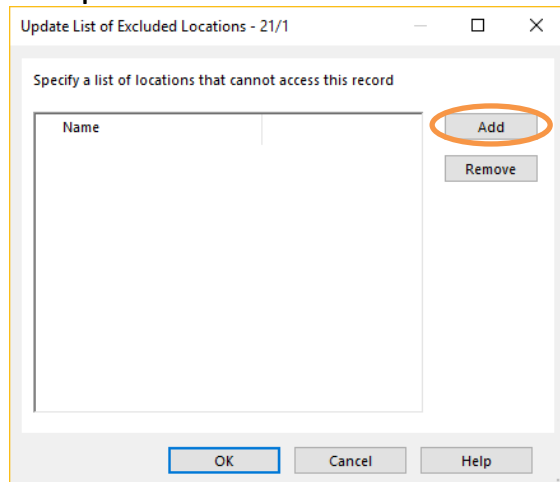 Update List of Excluded Locations - 21/1
Specify a list of locations that cannot access this record
Name
Add
Remove
OK
Cancel
Help